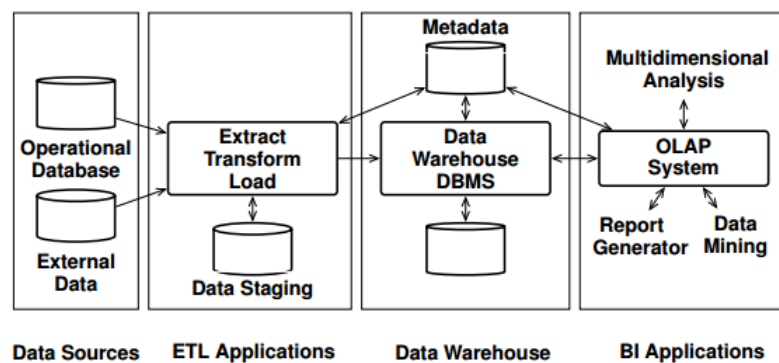 Metadata
Multidimensional
Analysis
Operational
Database
Extract
Transform
Load
Data
Warehouse
DBMS
OLAP
System
External
Data
Data Staging
Report
Generator
Data
Mining
Data Sources
ETL Applications
Data Warehouse
BI Applications